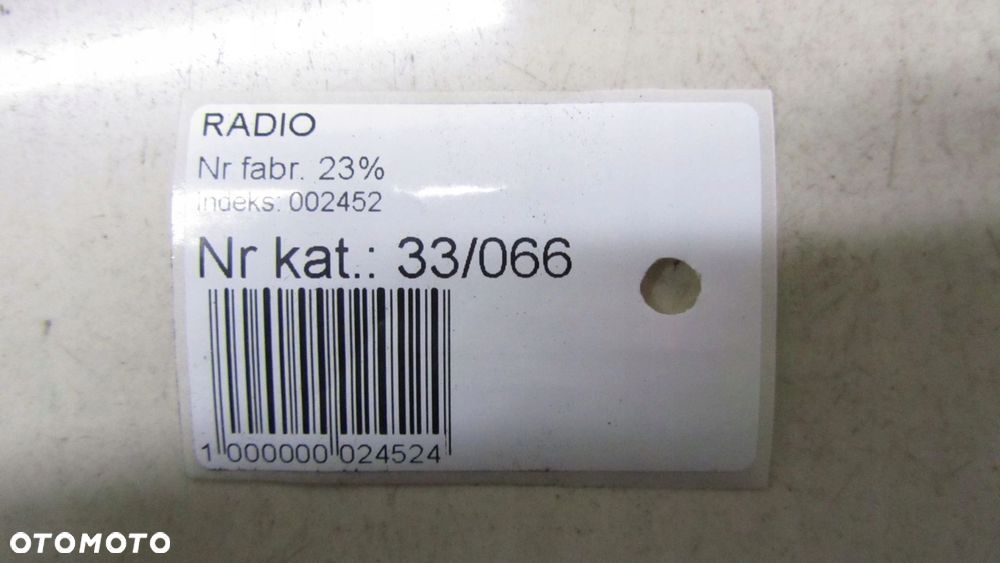 RADIO
Nr fabr. 23%
Indeks: 002452
Nr kat.: 33/066
1 000000 024524
OTOMOTO